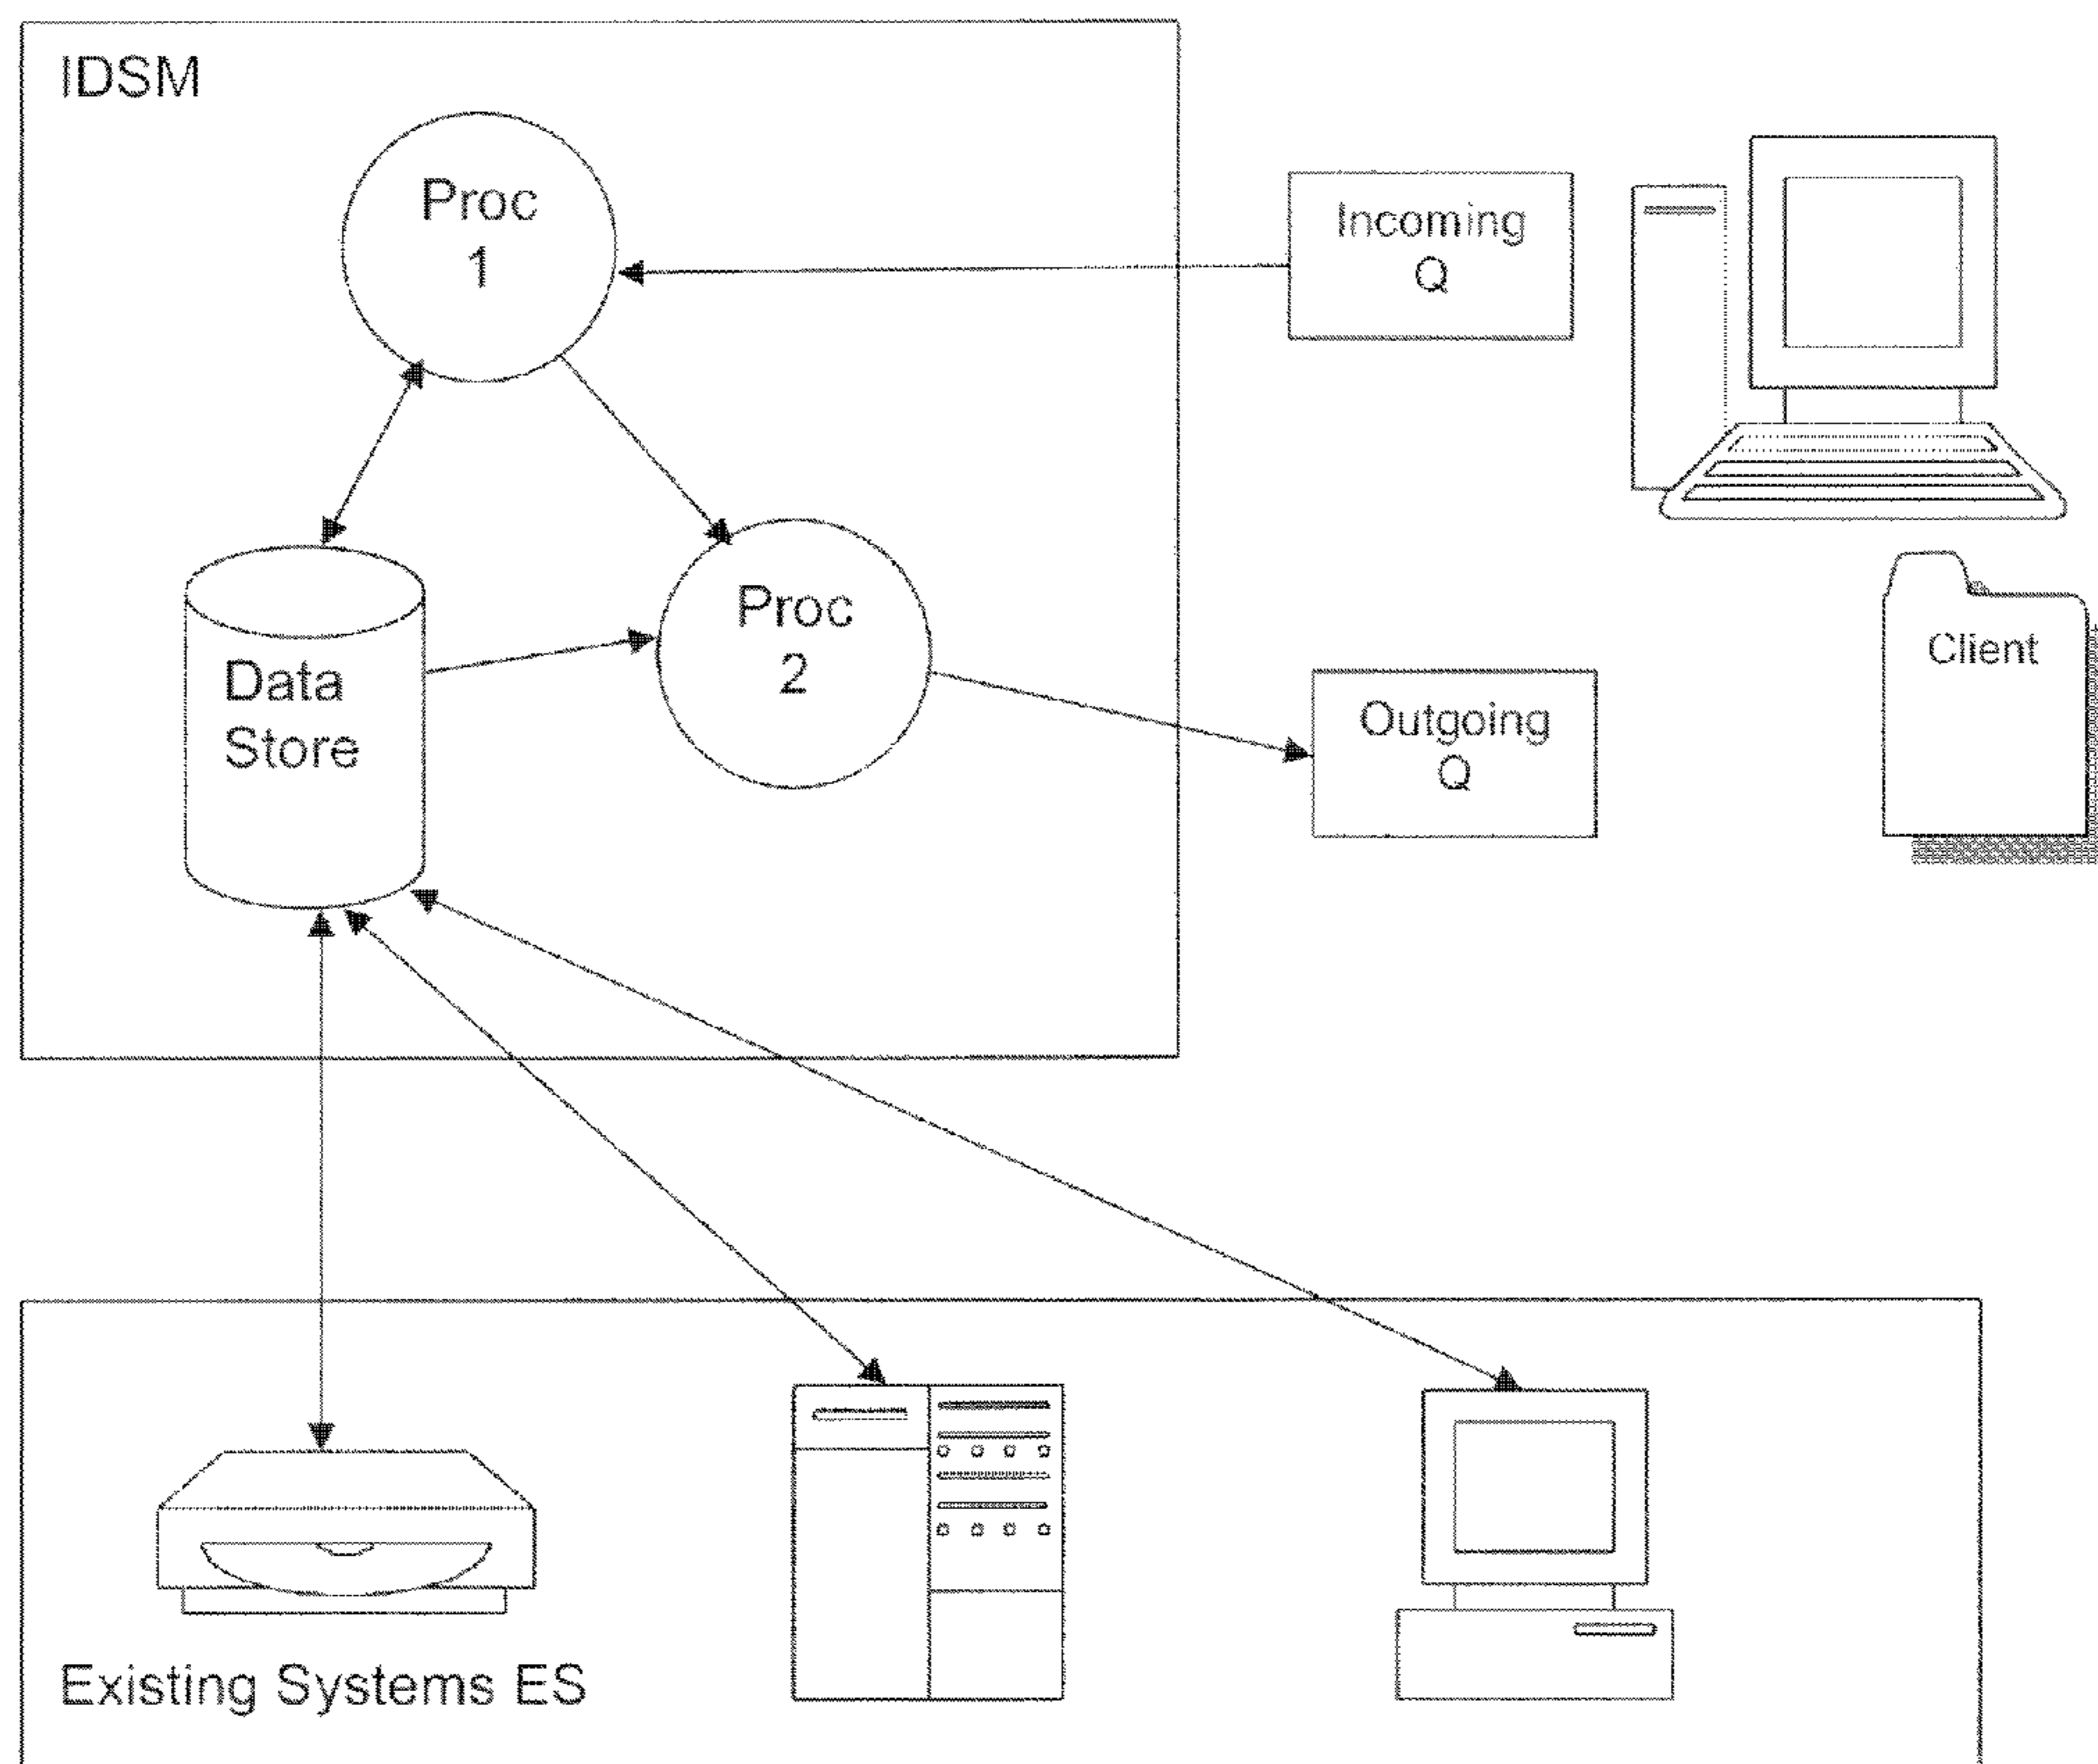 IDSM
Proc
1
Incoming
Q
Proc
2
Client
Data
Store
Outgoing
Q
Existing Systems ES